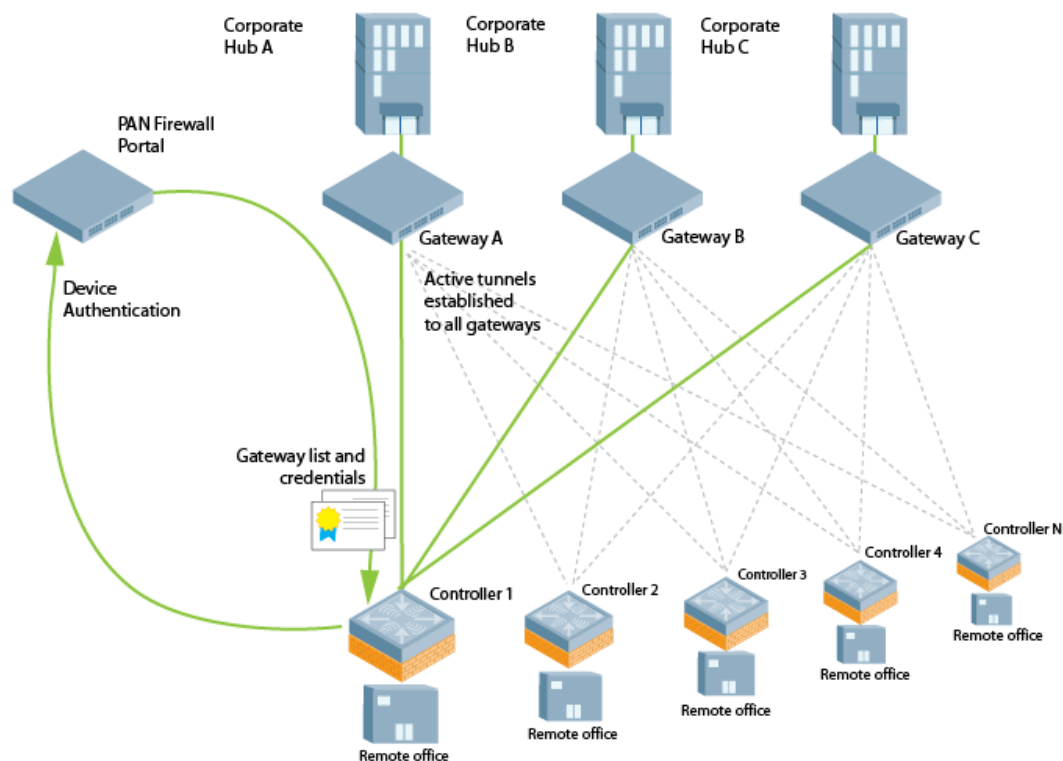 Corporate
Hub A
Corporate
Hub B
Corporate
Hub C
PAN Firewall
Portal
Gateway A
Gateway B
Gateway C
Device
Authentication
Active tunnels
established
to all gateways
Gateway list and
credentials
Controller 1
Controller 2
Controller 3
Controller 4
Controller N
Remote office
Remote office
Remote office
Remote office
Remote office